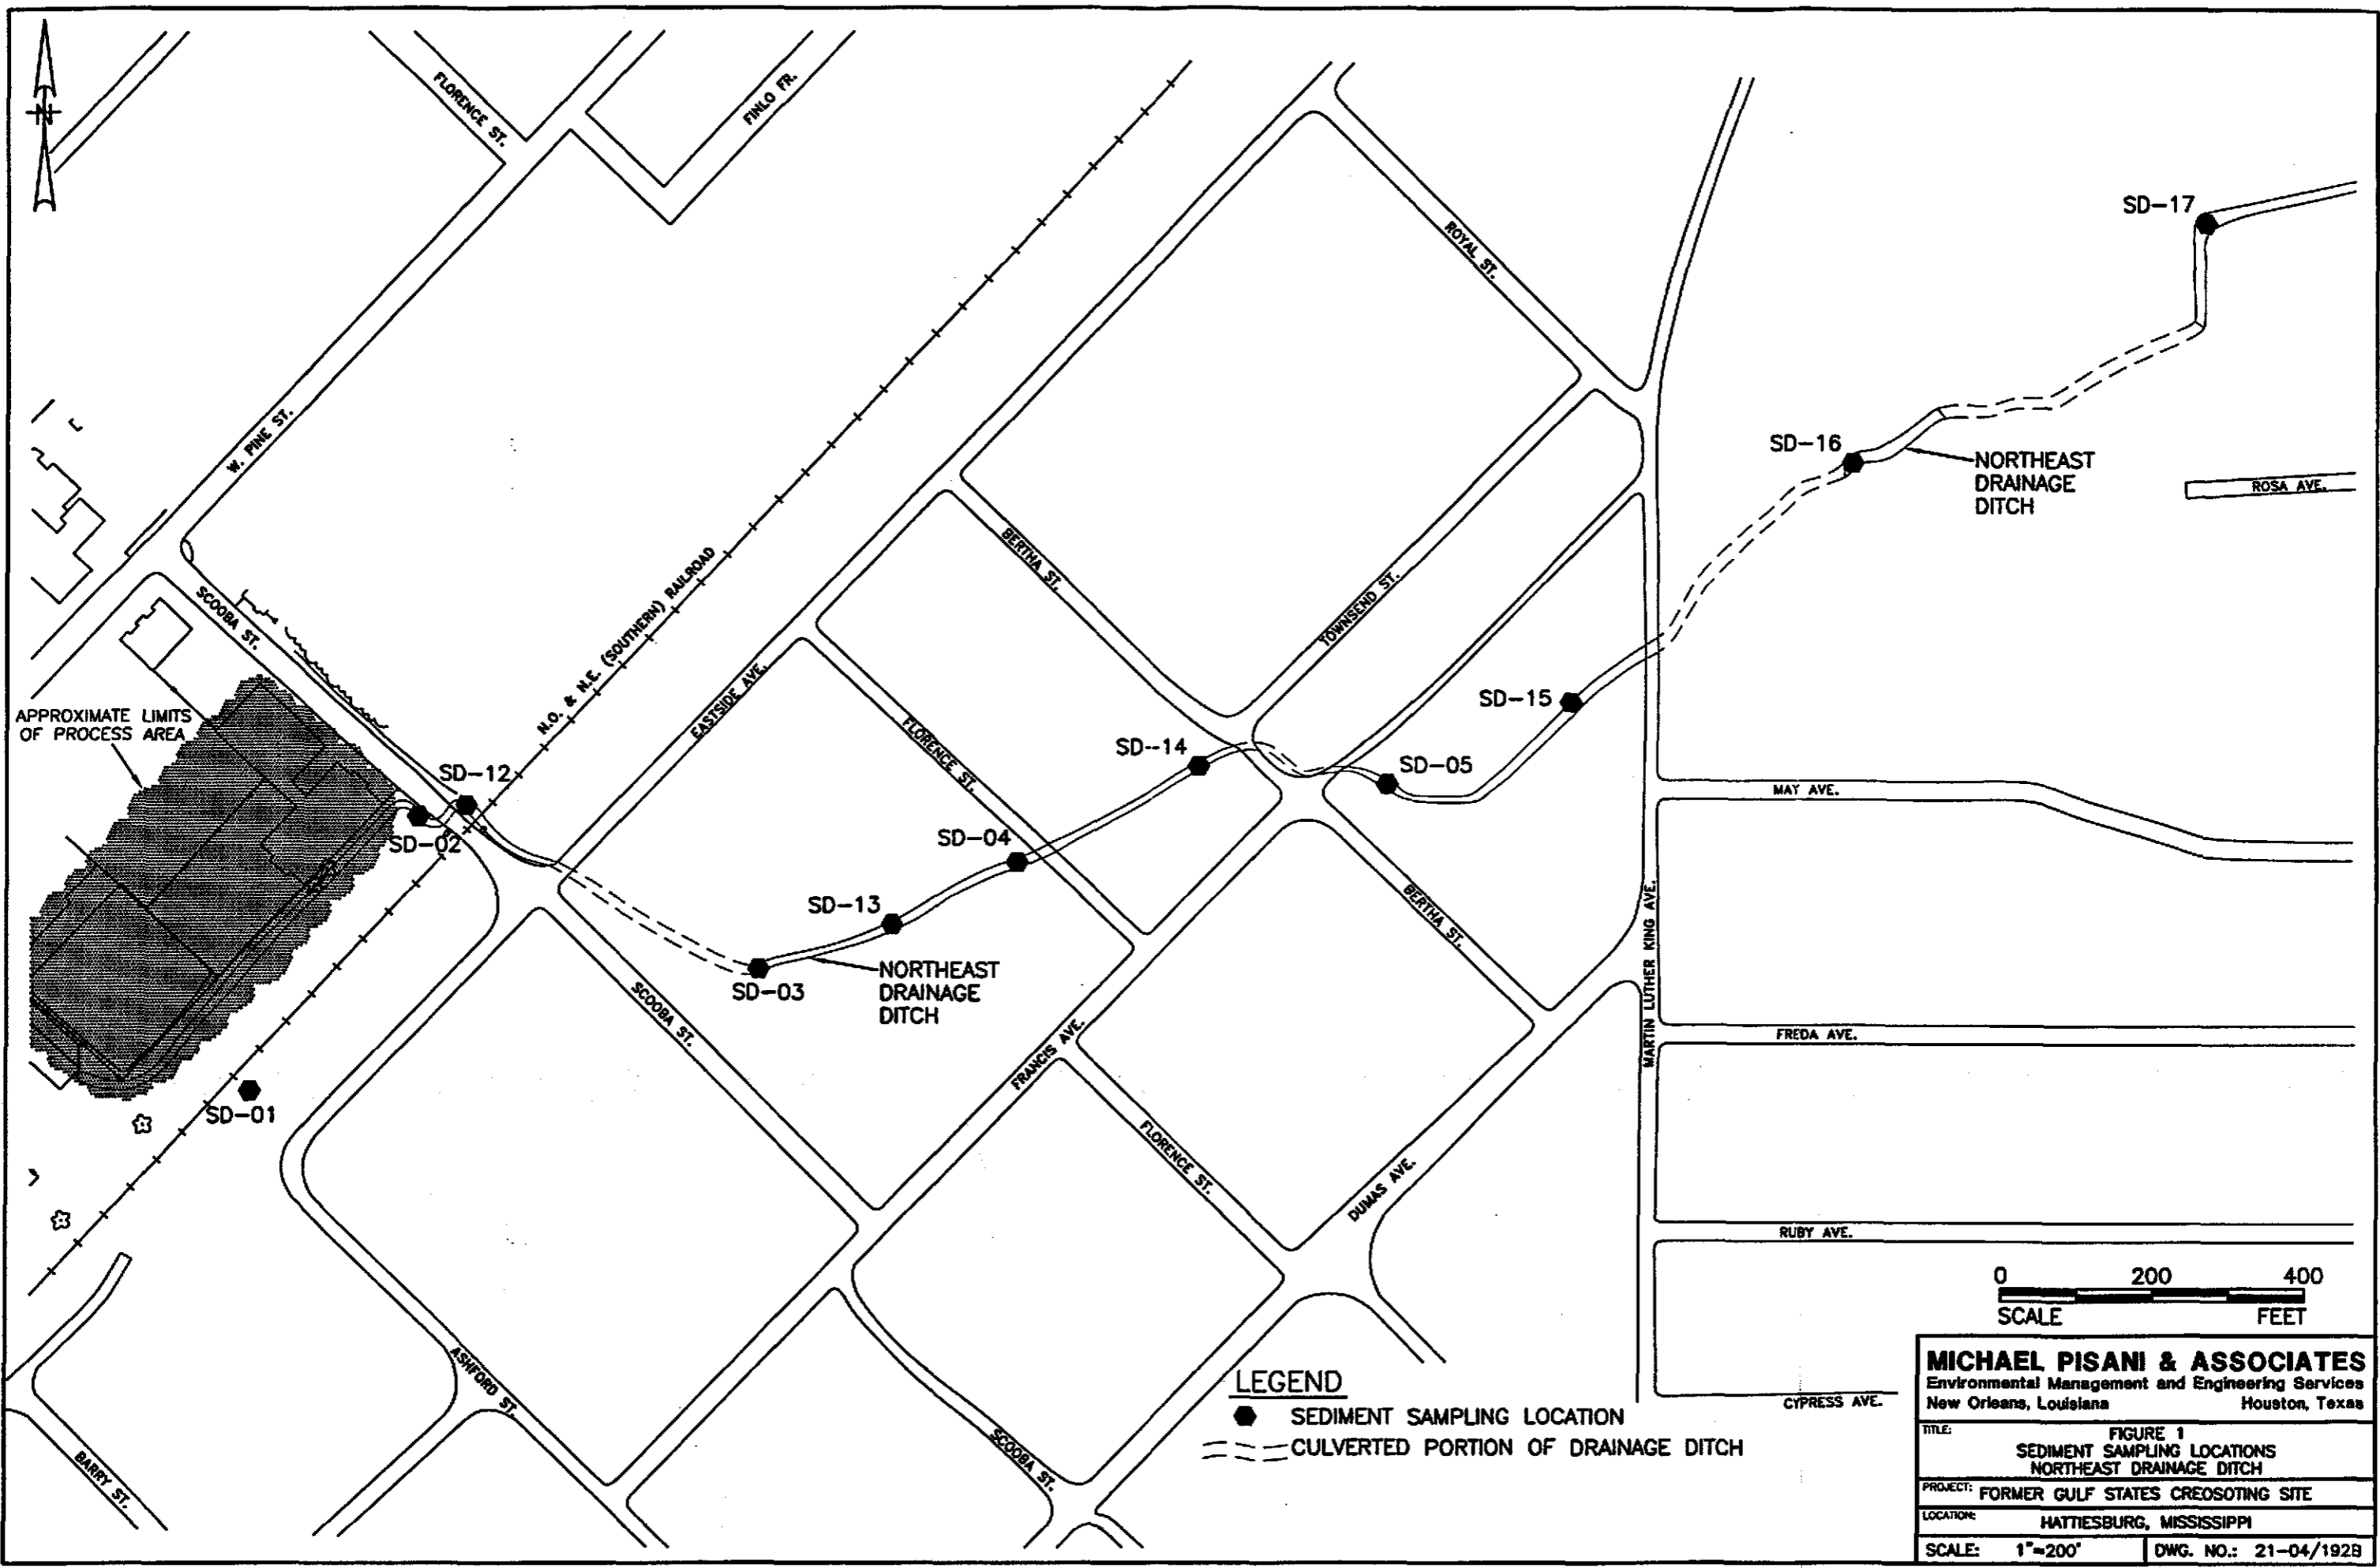 N
FLORENCE ST.
FINLO FR.
ROYAL ST.
SD-17
W. PINE ST.
SD-16
NORTHEAST
DRAINAGE
DITCH
ROSA AVE.
BERTHA ST.
TOWNSEND ST.
SCOOBA ST.
N.O. & N.E. (SOUTHERN) RAILROAD
EASTSIDE AVE.
FLORENCE ST.
APPROXIMATE LIMITS
OF PROCESS AREA
SD-12
SD-02
SD--14
SD-15
SD-05
MAY AVE.
SD-04
SD-13
SD-03
NORTHEAST
DRAINAGE
DITCH
BERTHA ST.
MARTIN LUTHER KING AVE.
SCOOBA ST.
FRANCIS AVE.
FREDA AVE.
SD-01
FLORENCE ST.
DUMAS AVE.
RUBY AVE.
0 200 400
SCALE FEET
ASHFORD ST.
BARRY ST.
SCOOBA ST.
CYPRESS AVE.
LEGEND
SEDIMENT SAMPLING LOCATION
CULVERTED PORTION OF DRAINAGE DITCH
MICHAEL PISANI & ASSOCIATES
Environmental Management and Engineering Services
New Orleans, Louisiana Houston, Texas
TITLE: FIGURE 1
SEDIMENT SAMPLING LOCATIONS
NORTHEAST DRAINAGE DITCH
PROJECT: FORMER GULF STATES CREOSOTING SITE
LOCATION: HATTIESBURG, MISSISSIPPI
SCALE: 1"=200' DWG. NO.: 21-04/192B